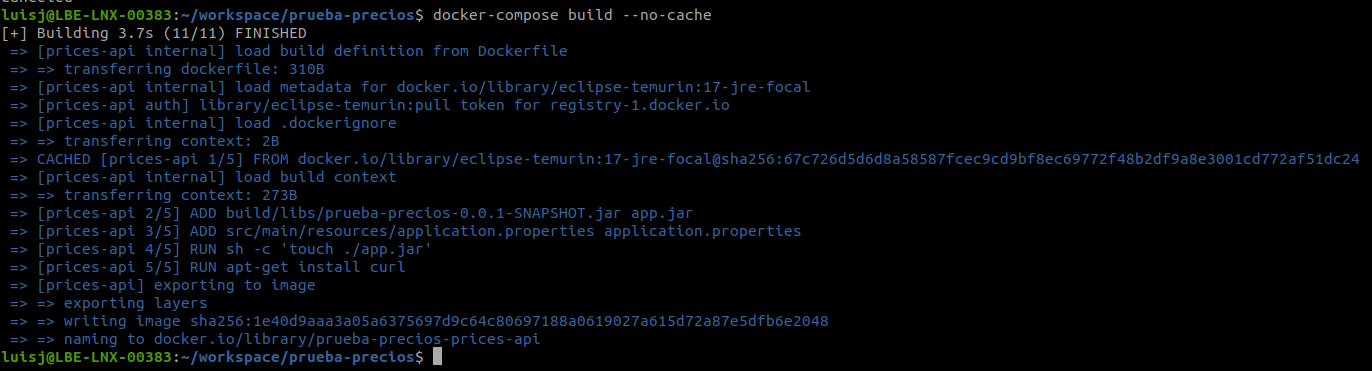 canceled
luisj@LBE-LNX-00383:~/workspace/prueba-precios$ docker-compose build --no-cache
[+] Building 3.7s (11/11) FINISHED
=> [prices-api internal] load build definition from Dockerfile
=> => transferring dockerfile: 310B
=> [prices-api internal] load metadata for docker.io/library/eclipse-temurin:17-jre-focal
=> [prices-api auth] library/eclipse-temurin:pull token for registry-1.docker.io
=> [prices-api internal] load .dockerignore
=> => transferring context: 2B
=> CACHED [prices-api 1/5] FROM docker.io/library/eclipse-temurin:17-jre-focal@sha256:67c726d5d6d8a58587fcec9cd9bf8ec69772f48b2df9a8e3001cd772af51dc24
=> [prices-api internal] load build context
=> => transferring context: 273B
=> [prices-api 2/5] ADD build/libs/prueba-precios-0.0.1-SNAPSHOT.jar app.jar
=> [prices-api 3/5] ADD src/main/resources/application.properties application.properties
=> [prices-api 4/5] RUN sh -c 'touch ./app.jar'
=> [prices-api 5/5] RUN apt-get install curl
=> [prices-api] exporting to image
=> => exporting layers
=> => writing image sha256:1e40d9aaa3a05a6375697d9c64c80697188a0619027a615d72a87e5dfb6e2048
=> => naming to docker.io/library/prueba-precios-prices-api
luisj@LBE-LNX-00383:~/workspace/prueba-precios$